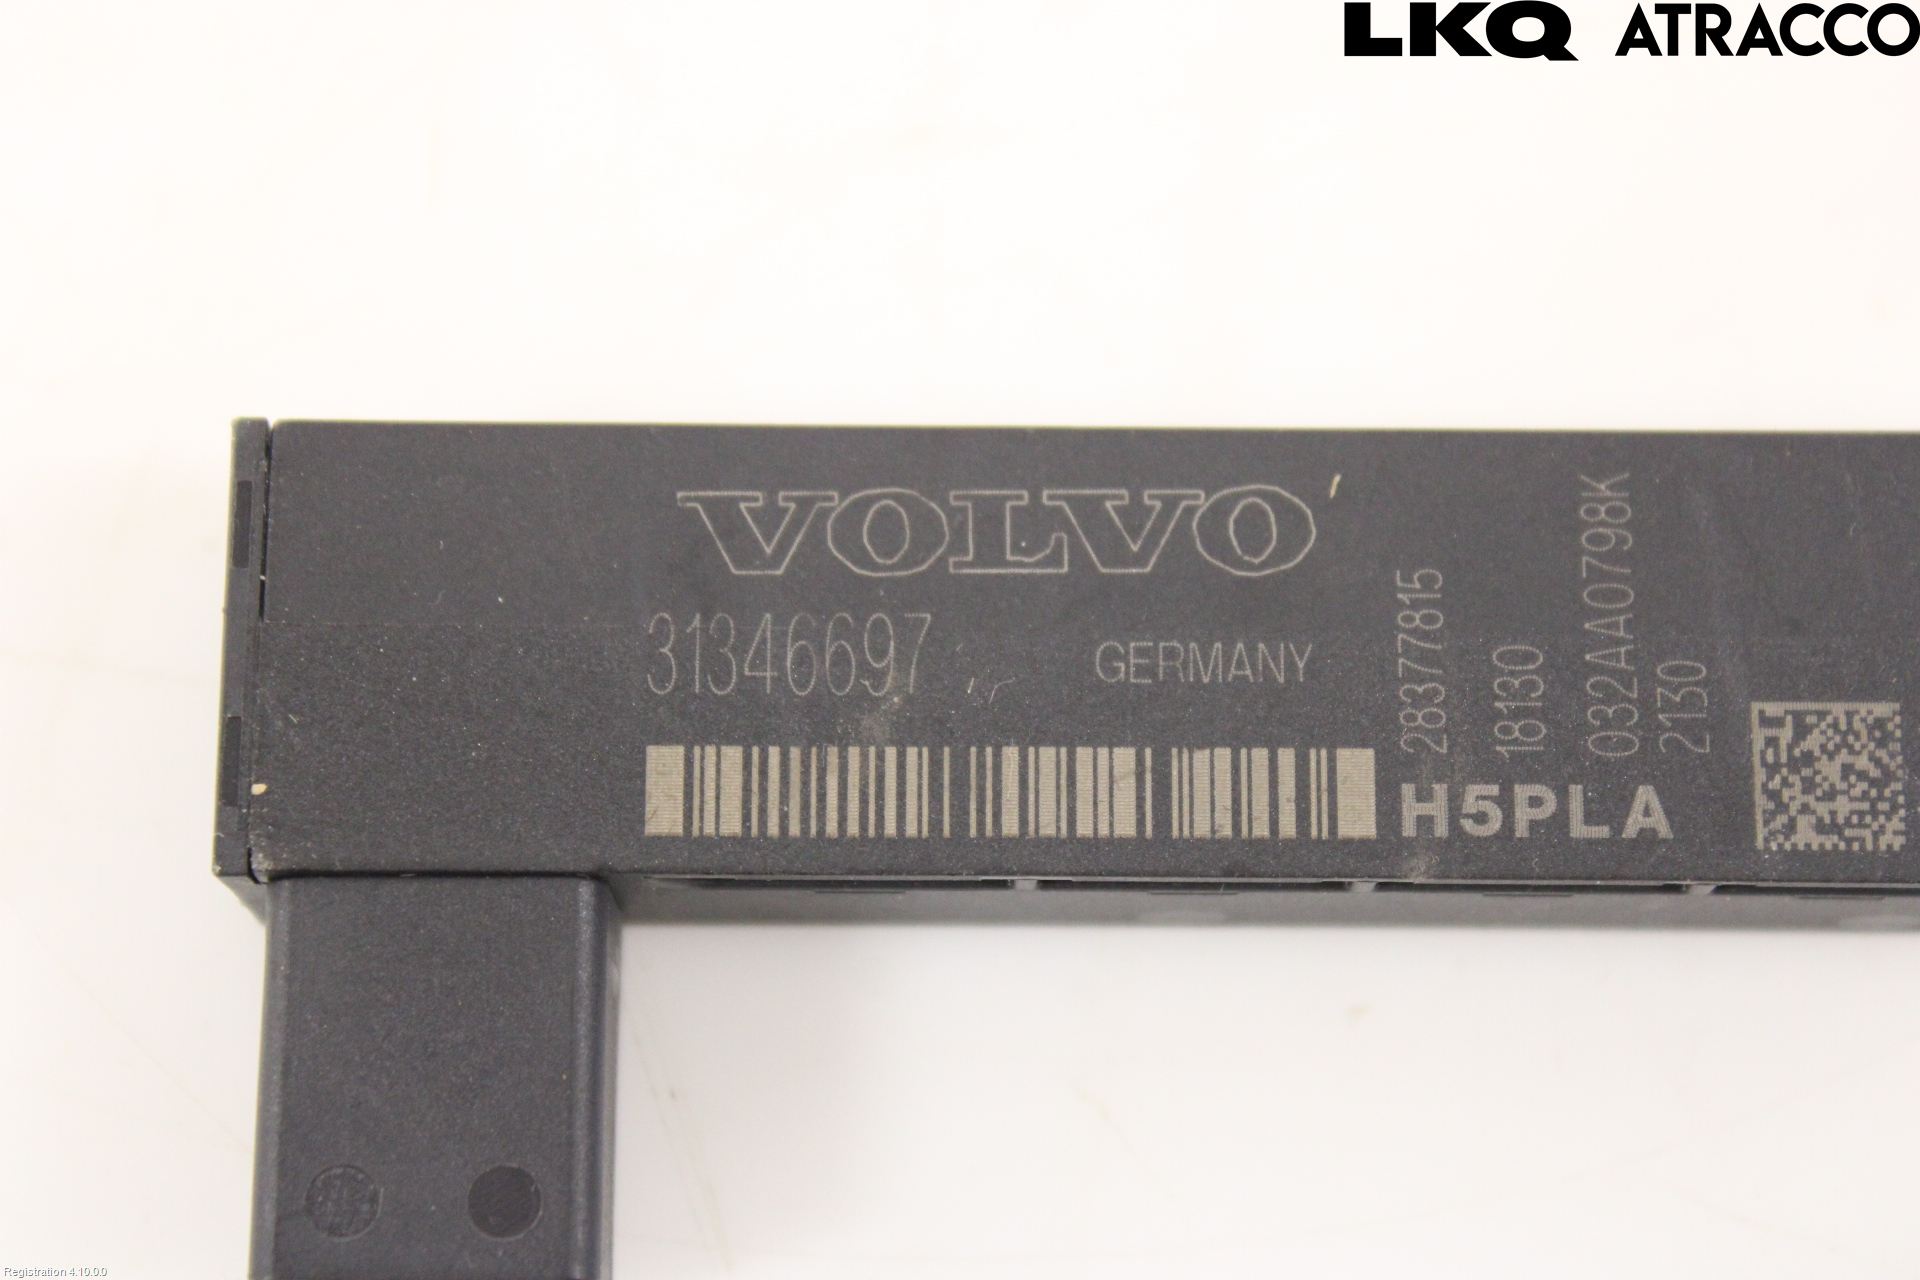 LKQ ATRACCO
VOLVO
31346697
GERMANY
28377815
18130
032AA0798K
2130
H5PLA
Registration 4.10.0.0